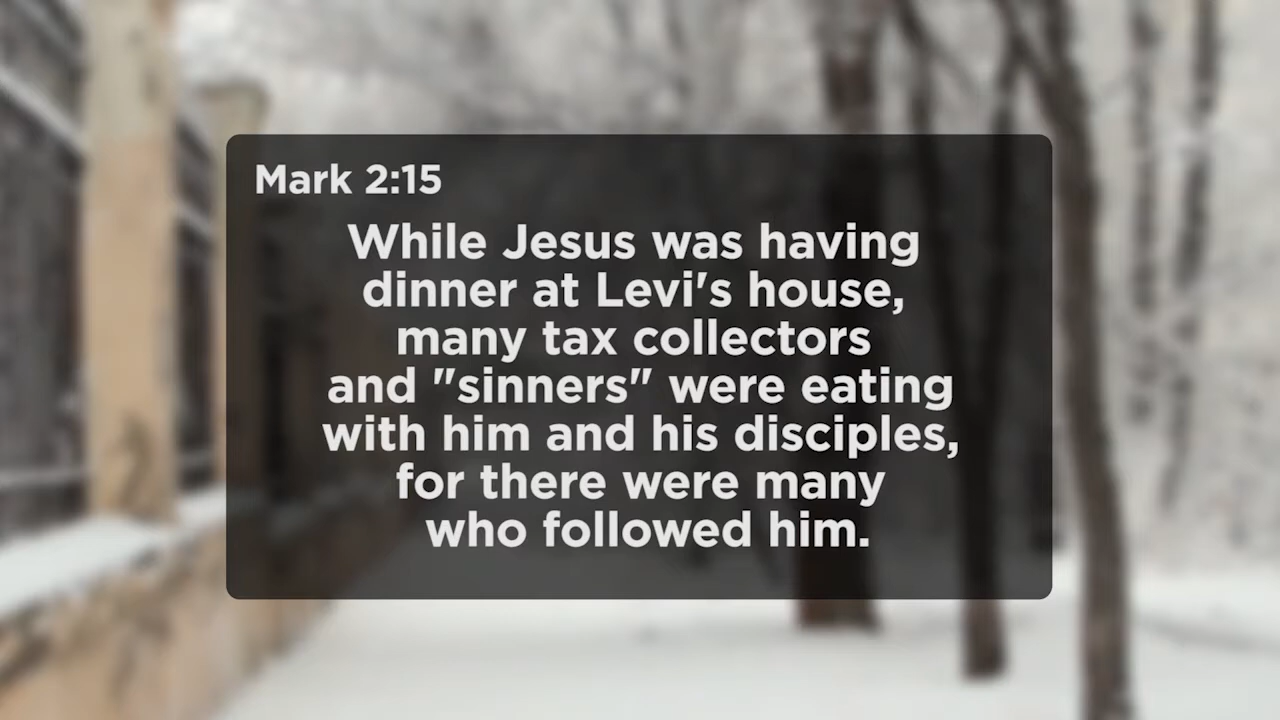 Mark 2:15
While Jesus was having
dinner at Levi's house,
many tax collectors
and "sinners" were eating
with him and his disciples,
for there were many
who followed him.